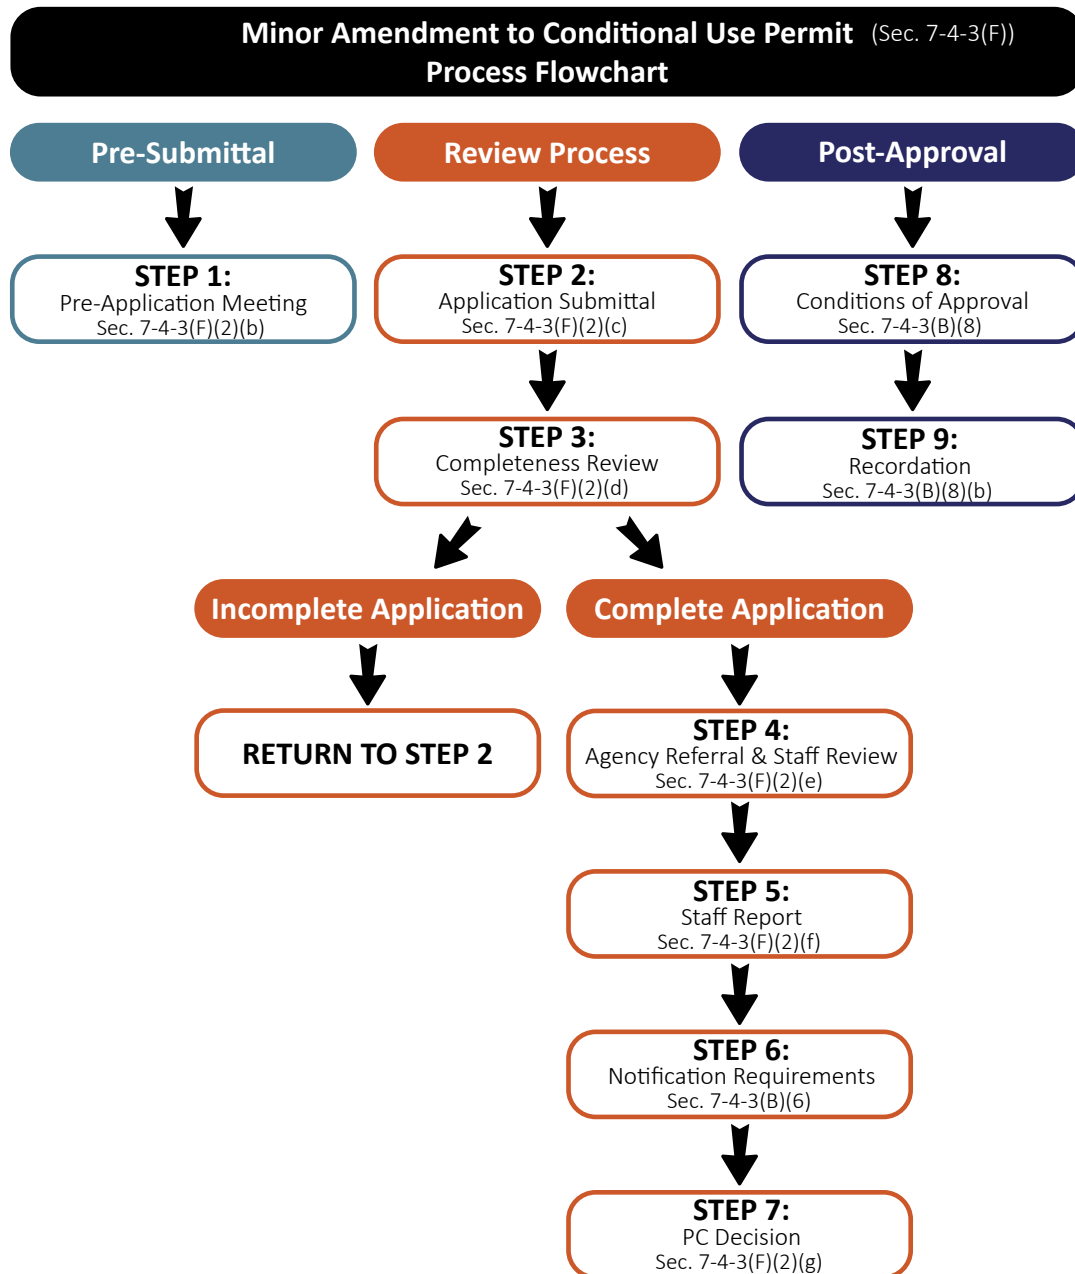 Minor Amendment to Conditional Use Permit (Sec. 7-4-3(F))
Process Flowchart
Pre-Submittal
Review Process
Post-Approval
STEP 1:
Pre-Application Meeting
Sec. 7-4-3(F)(2)(b)
STEP 2:
Application Submittal
Sec. 7-4-3(F)(2)(c)
STEP 8:
Conditions of Approval
Sec. 7-4-3(B)(8)
STEP 3:
Completeness Review
Sec. 7-4-3(F)(2)(d)
STEP 9:
Recordation
Sec. 7-4-3(B)(8)(b)
Incomplete Application
Complete Application
RETURN TO STEP 2
STEP 4:
Agency Referral & Staff Review
Sec. 7-4-3(F)(2)(e)
STEP 5:
Staff Report
Sec. 7-4-3(F)(2)(f)
STEP 6:
Notification Requirements
Sec. 7-4-3(B)(6)
STEP 7:
PC Decision
Sec. 7-4-3(F)(2)(g)